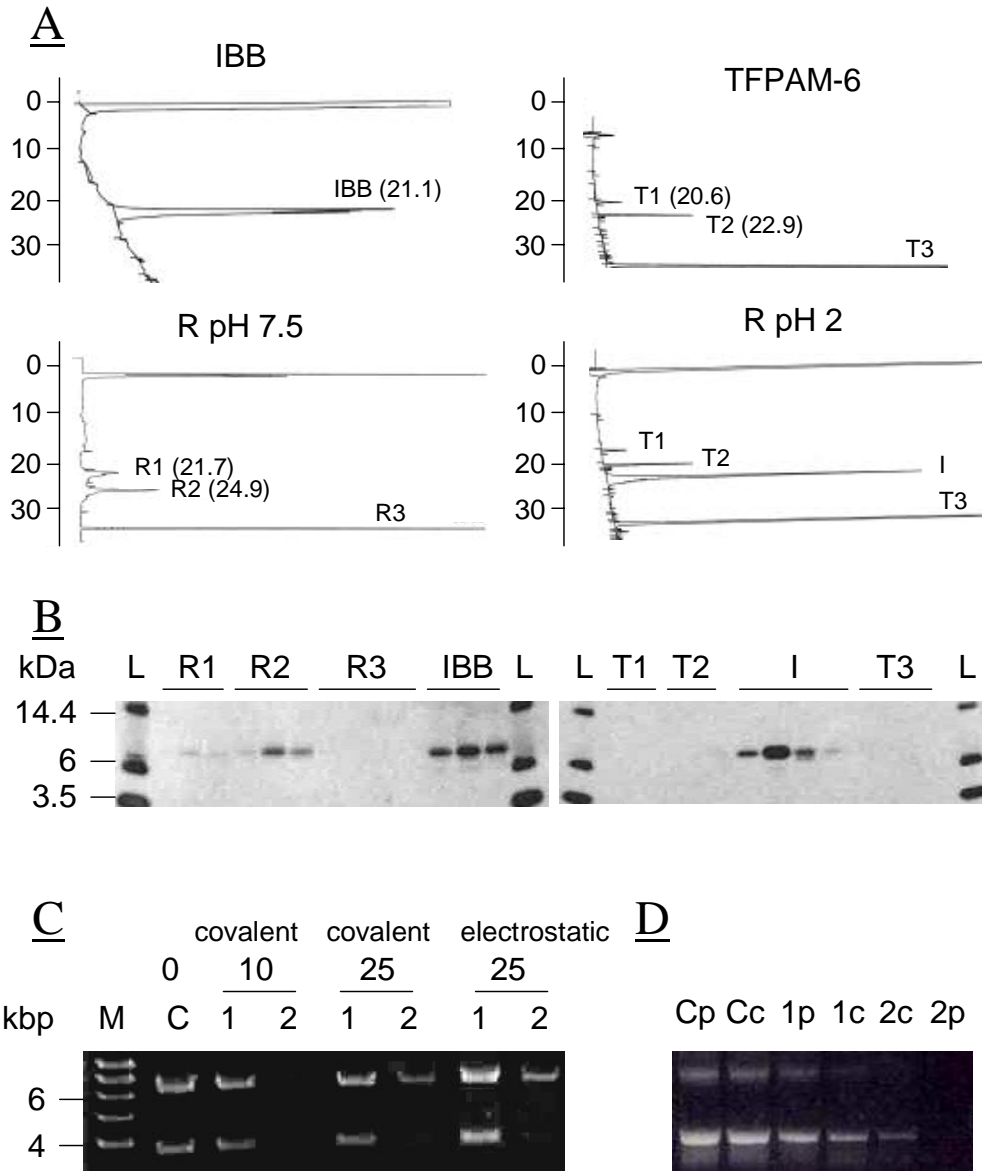 A
IBB
TFPAM-6
0
10
20
30
IBB (21.1)
0
10
20
30
T1 (20.6)
T2 (22.9)
T3
R pH 7.5
R pH 2
0
10
20
30
R1 (21.7)
R2 (24.9)
R3
0
10
20
30
T1
T2
I
T3
B
kDa L R1 R2 R3 IBB L L T1 T2 I T3 L
14.4
6
3.5
C
covalent covalent electrostatic
0 10 25 25
kbp M C 1 2 1 2 1 2
6
4
D
Cp Cc 1p 1c 2c 2p